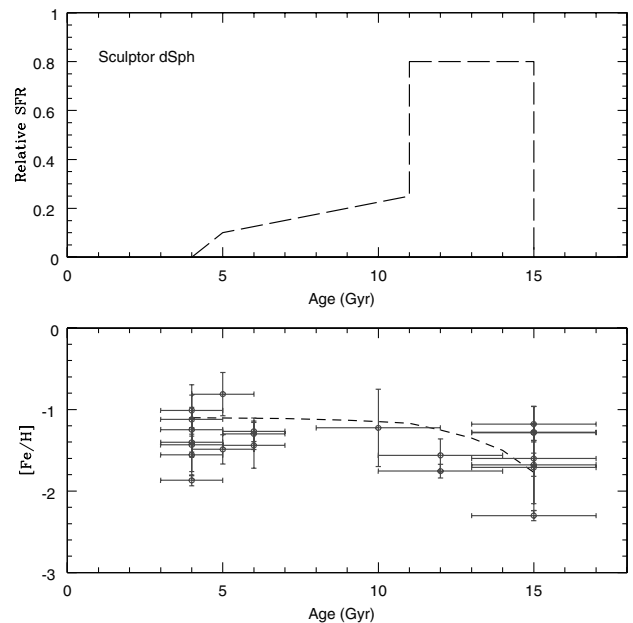 1
Sculptor dSph
0.8
0.6
Relative SFR
0.4
0.2
0
0 5 10 15
Age (Gyr)
0
-1
[Fe/H]
-2
-3
0 5 10 15
Age (Gyr)